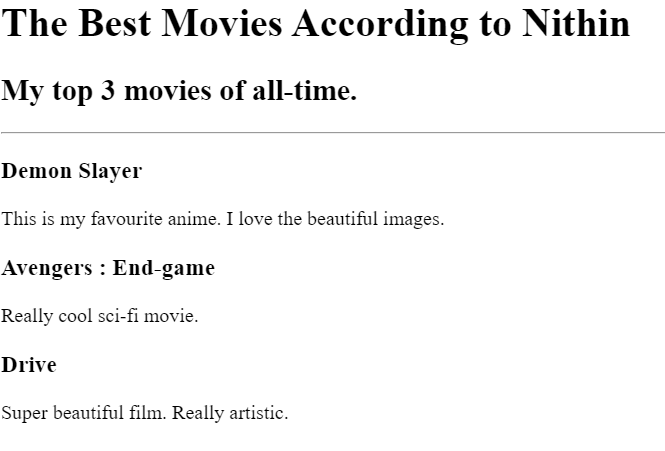 The Best Movies According to Nithin
My top 3 movies of all-time.
Demon Slayer
This is my favourite anime. I love the beautiful images.
Avengers : End-game
Really cool sci-fi movie.
Drive
Super beautiful film. Really artistic.